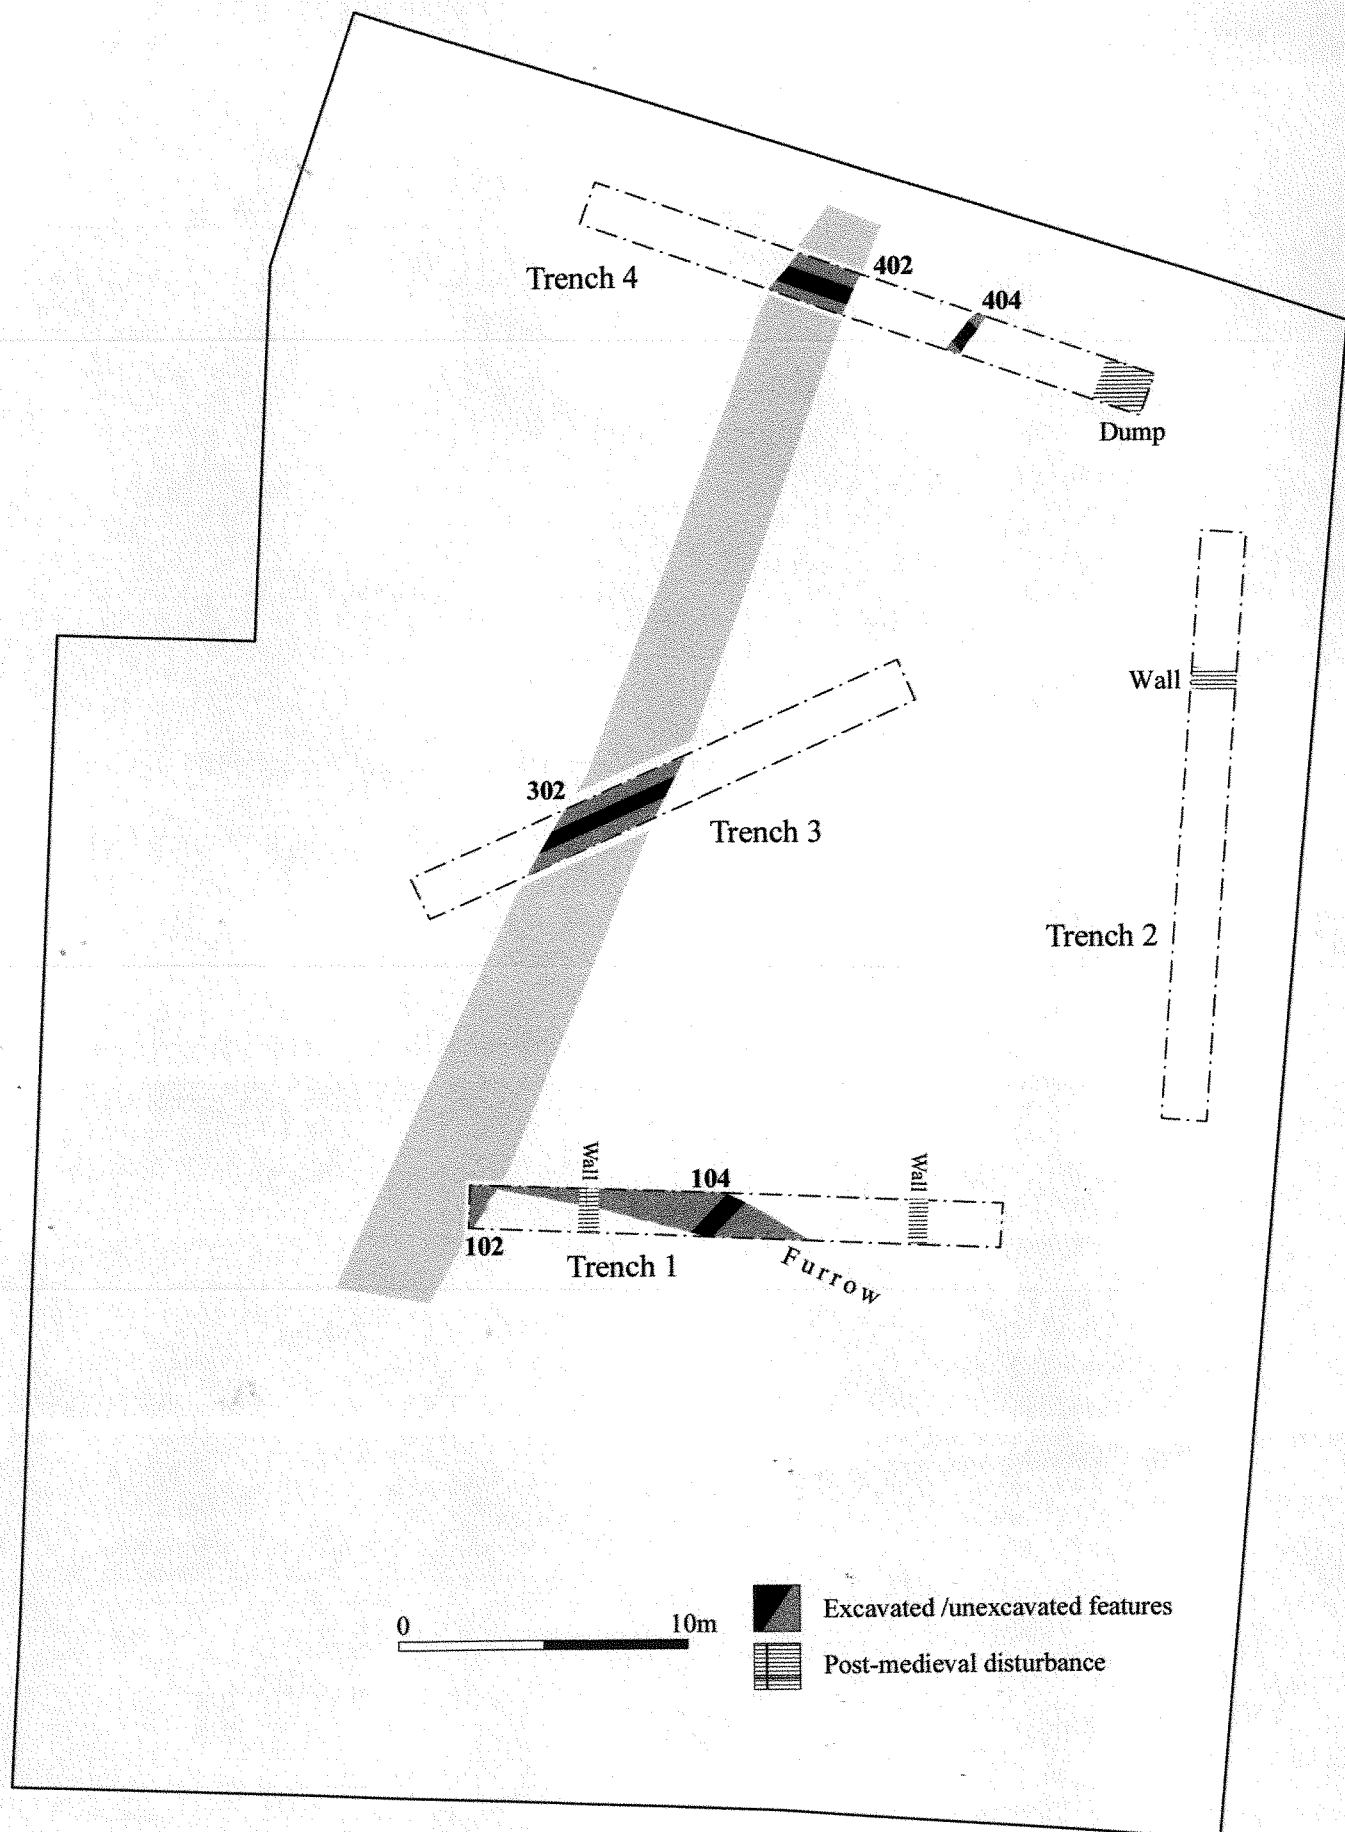 402
Trench 4
404
Dump
Wall
302
Trench 3
Trench 2
Wall
Wall
104
102
Trench 1
Furrow
0 10m
Excavated /unexcavated features
Post-medieval disturbance